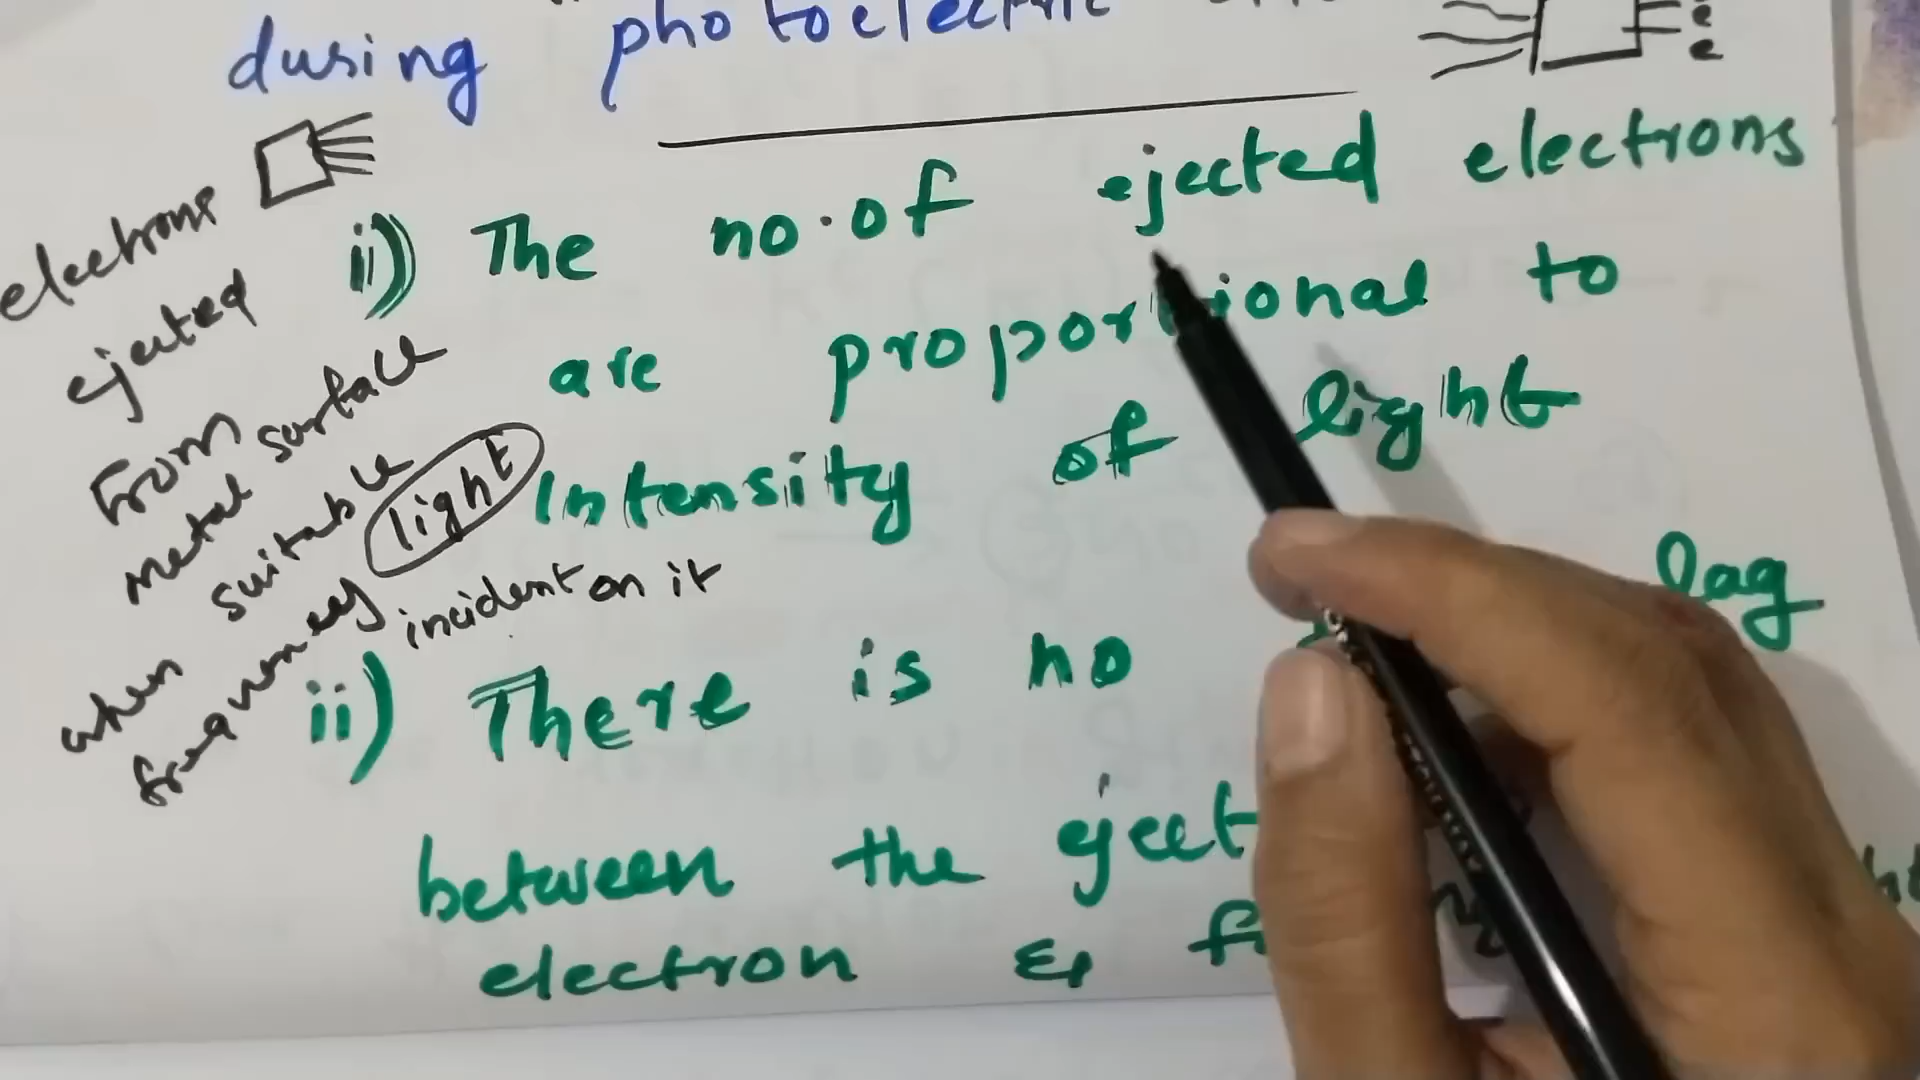 during photoelectric
e
e
i) The no. of ejected electrons
are proportional to
Intensity of light
ii) There is no lag
between the eject
electron &
electrons
ejected
from
metal surface
when suitable
frequency light
incident on it